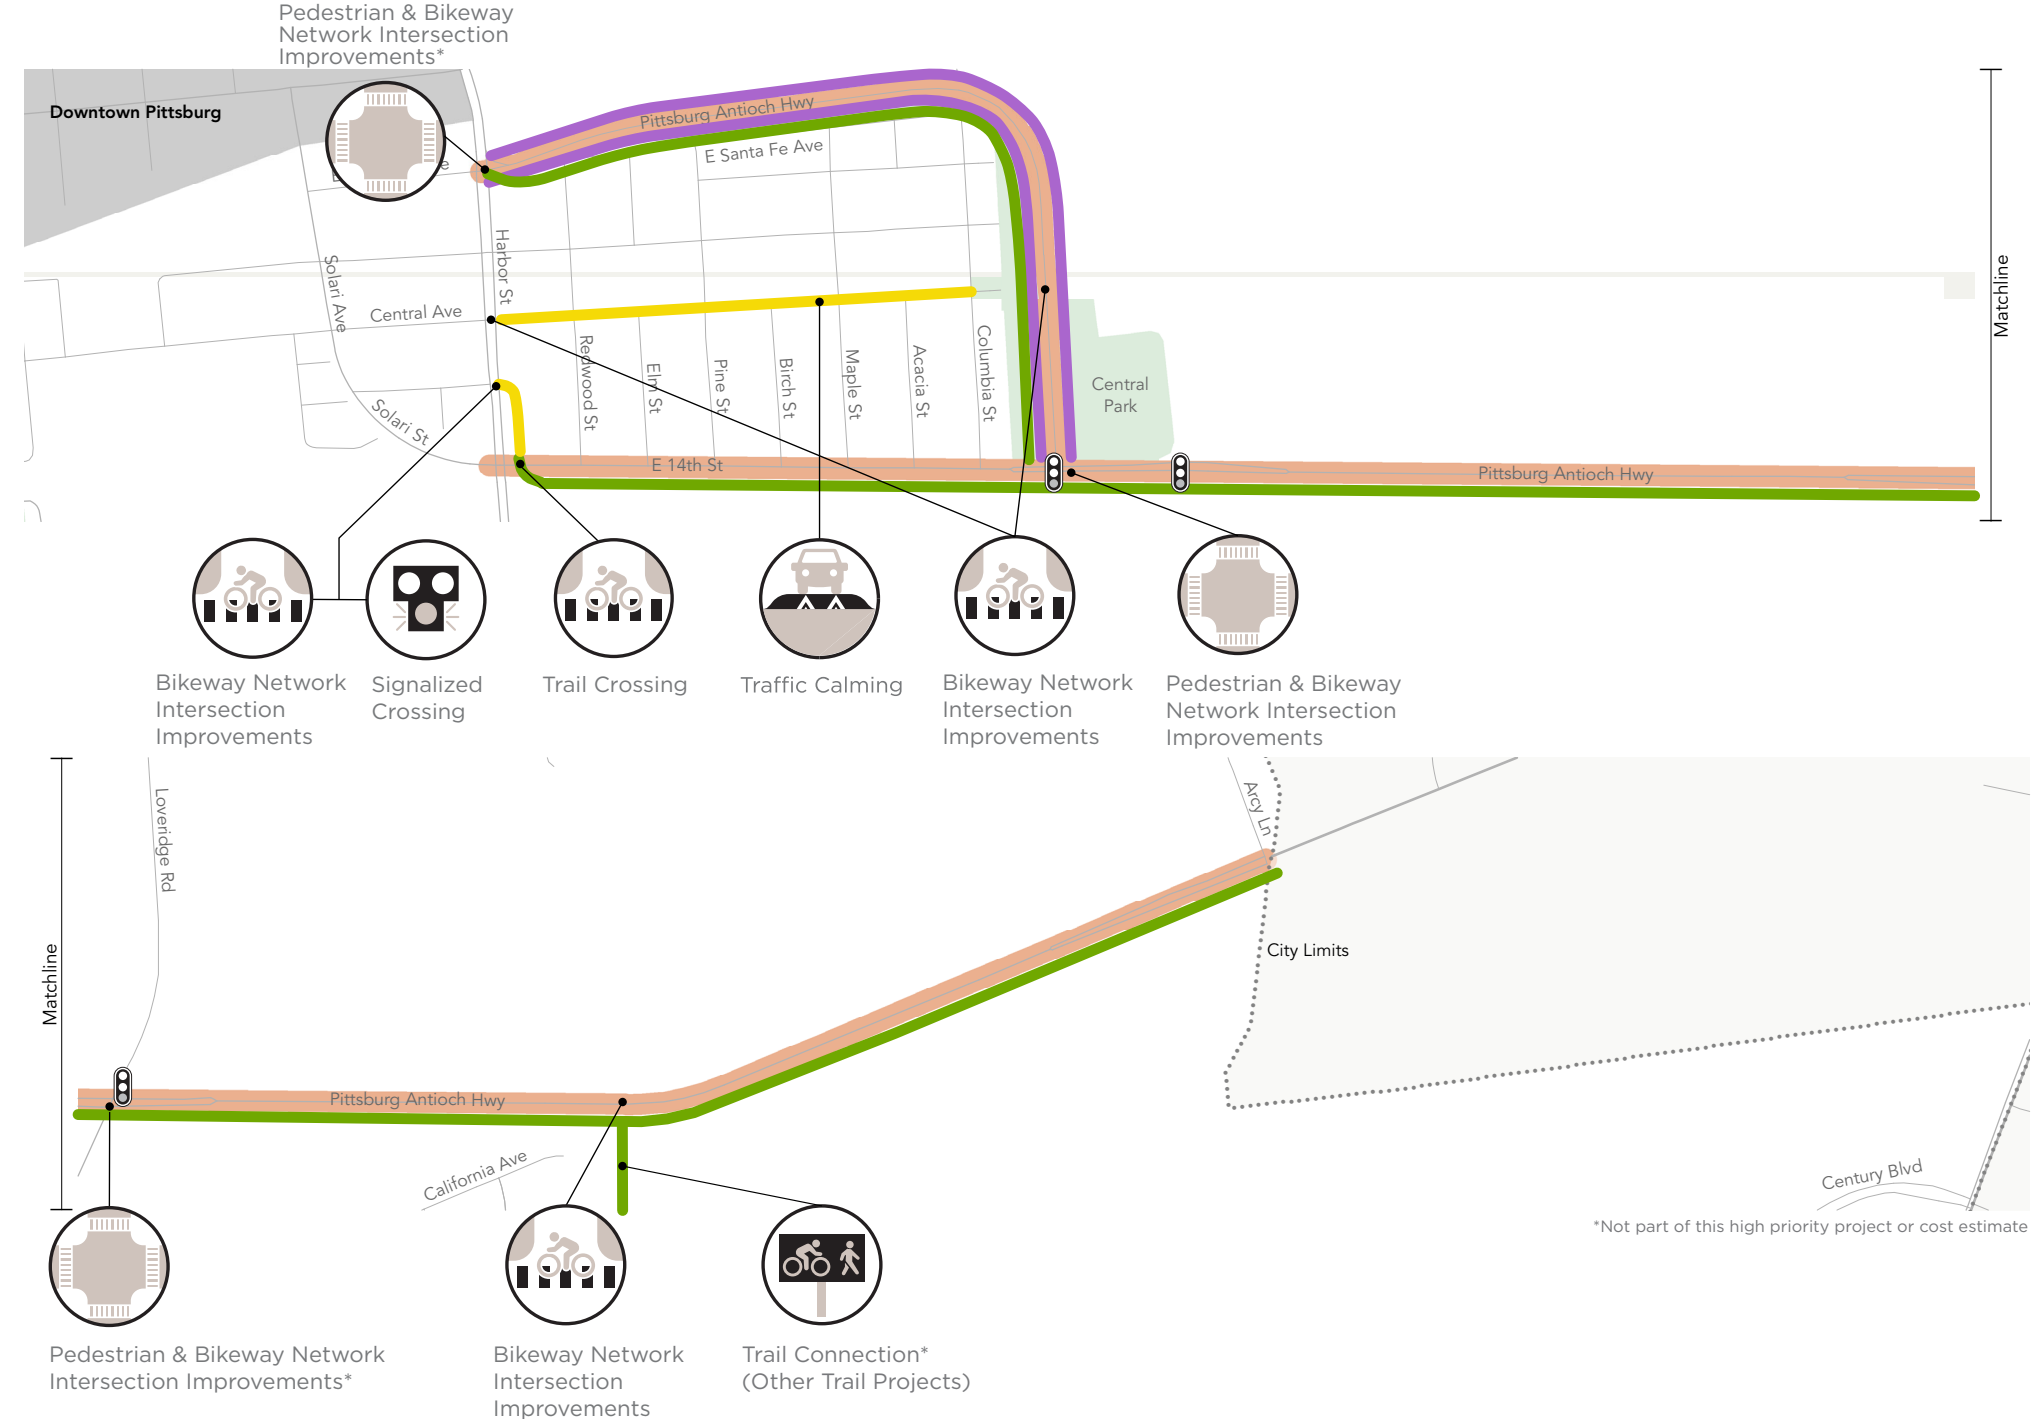 Pedestrian & Bikeway
Network Intersection
Improvements*
Downtown Pittsburg
Pittsburg Antioch Hwy
E Santa Fe Ave
Harbor St
Solari Ave
Central Ave
Solari St
Redwood St
Elm St
Pine St
Birch St
Maple St
Acacia St
Columbia St
Central
Park
Matchline
E 14th St
Pittsburg Antioch Hwy
Bikeway Network
Intersection
Improvements
Signalized
Crossing
Trail Crossing
Traffic Calming
Bikeway Network
Intersection
Improvements
Pedestrian & Bikeway
Network Intersection
Improvements
Matchline
Loveridge Rd
Arcy Ln
City Limits
Pittsburg Antioch Hwy
California Ave
Century Blvd
*Not part of this high priority project or cost estimate
Pedestrian & Bikeway Network
Intersection Improvements*
Bikeway Network
Intersection
Improvements
Trail Connection*
(Other Trail Projects)